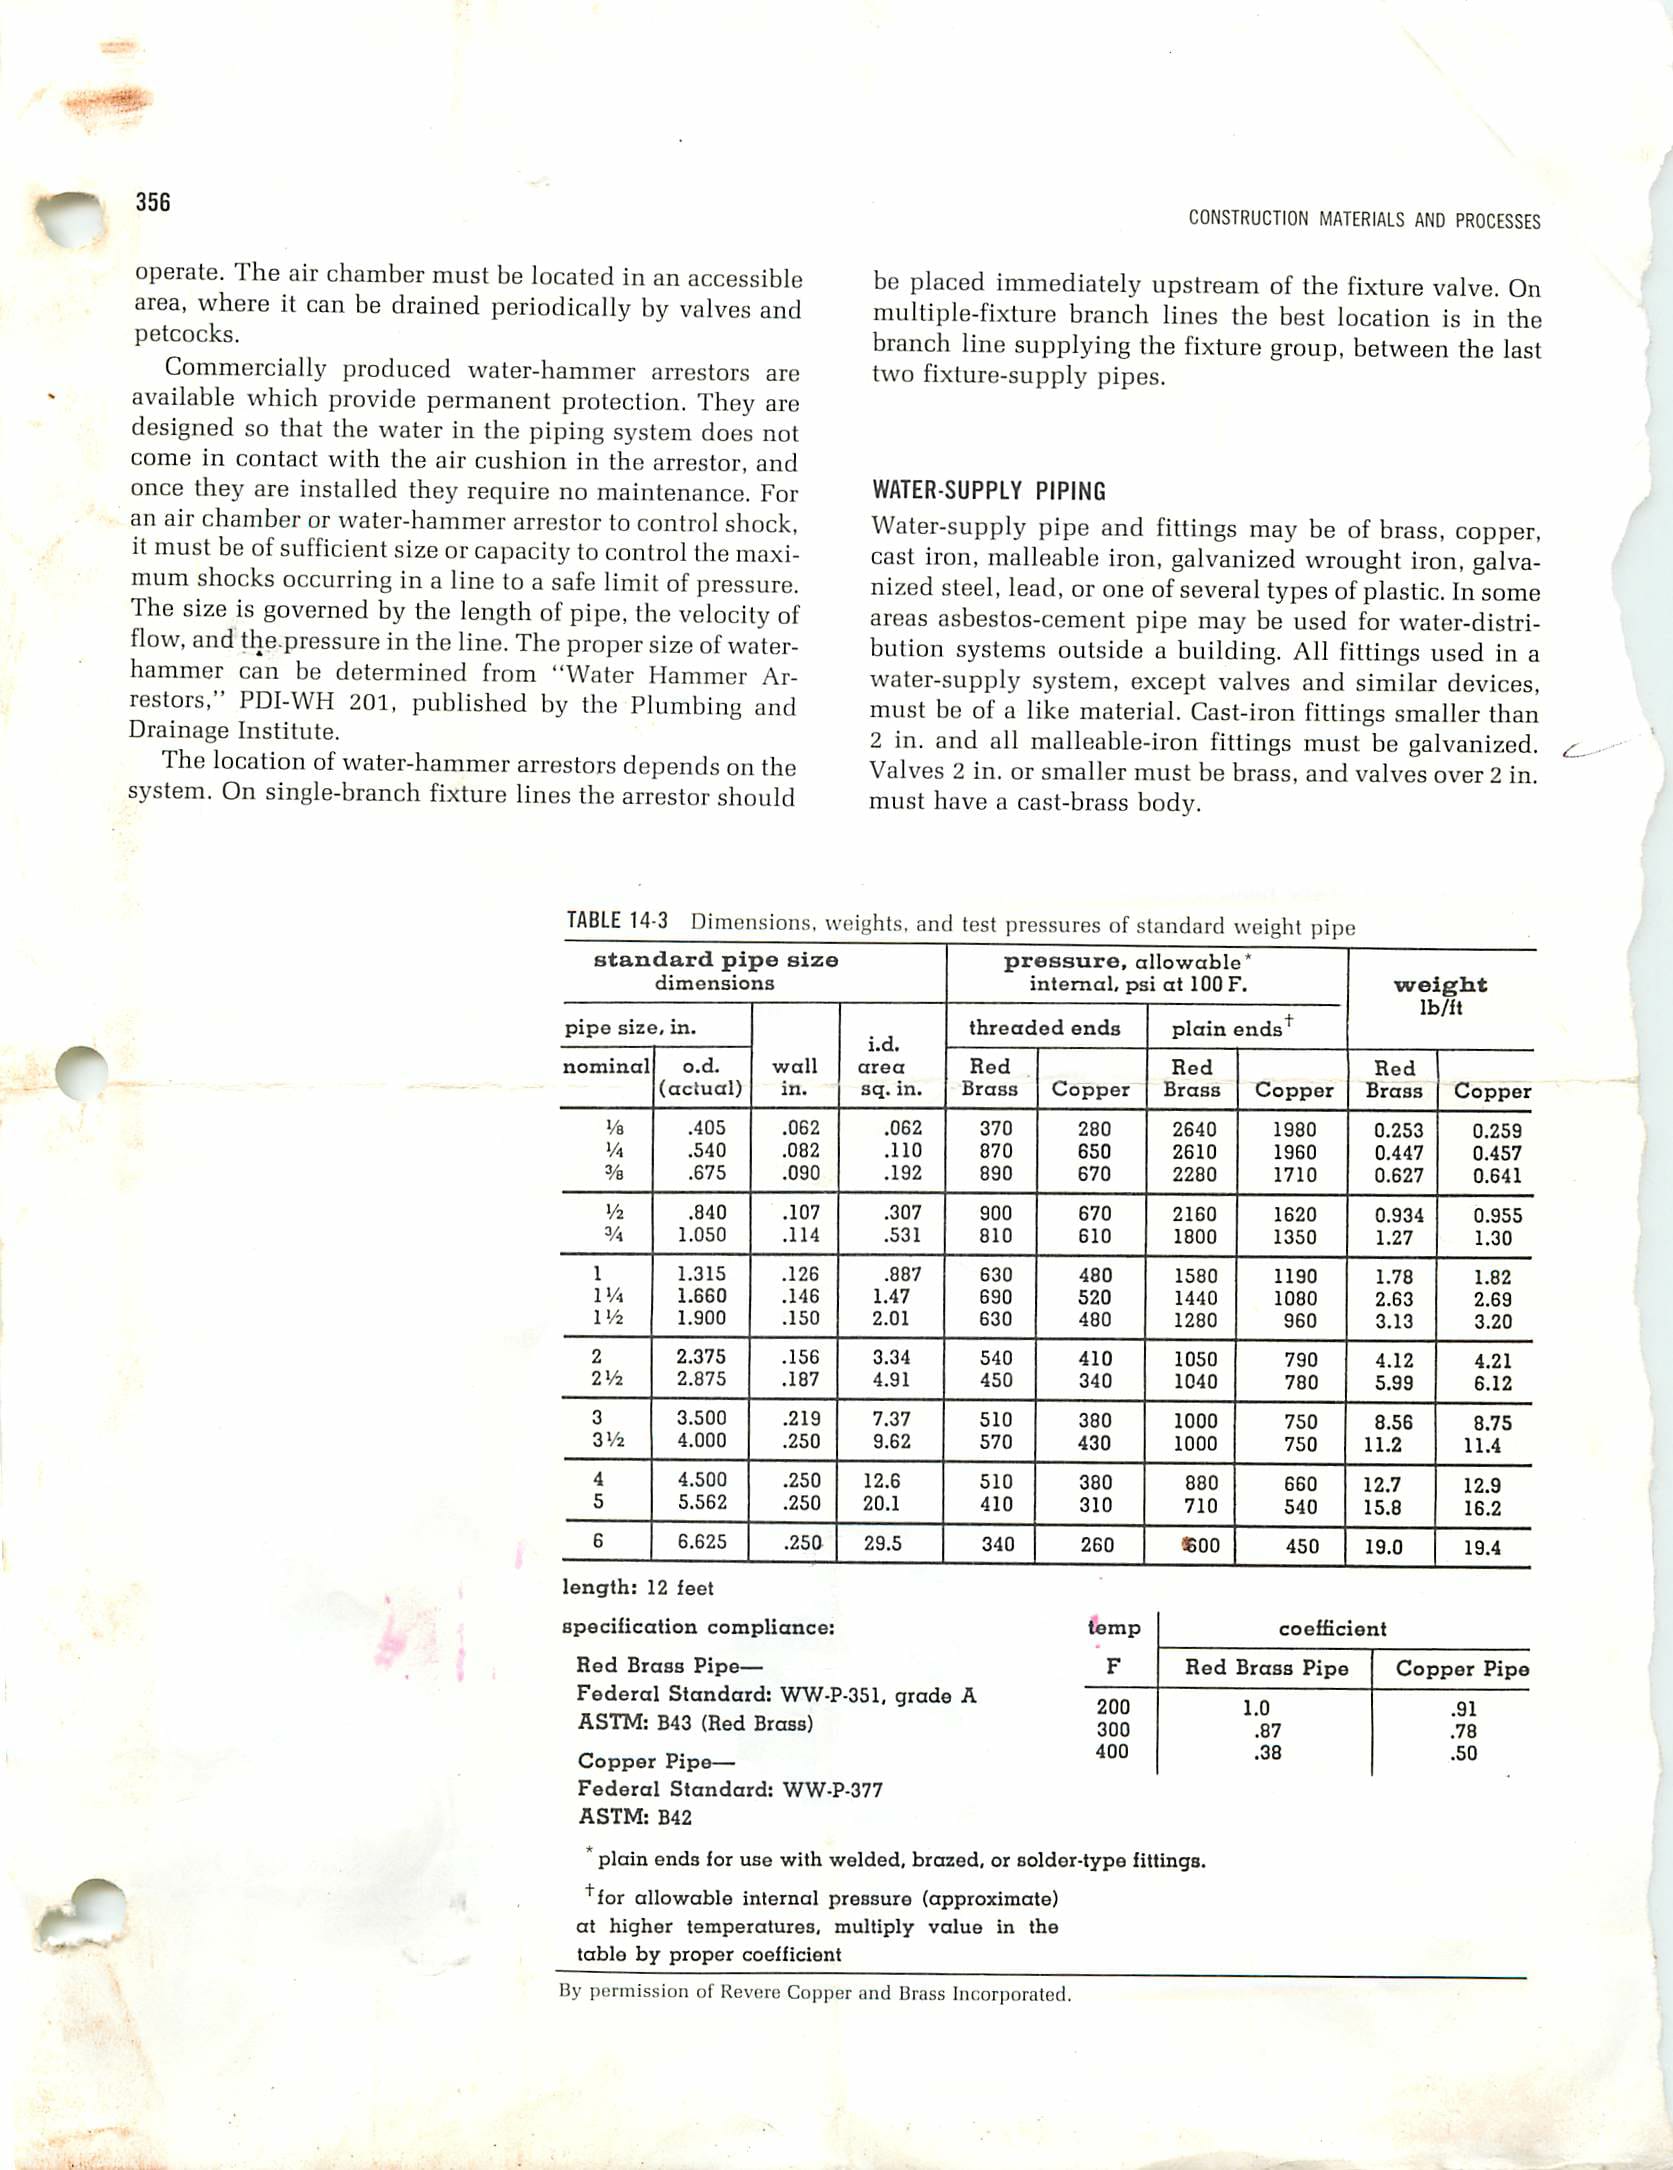 356
CONSTRUCTION MATERIALS AND PROCESSES
operate. The air chamber must be located in an accessible
area, where it can be drained periodically by valves and
petcocks.
Commercially produced water-hammer arrestors are
available which provide permanent protection. They are
designed so that the water in the piping system does not
come in contact with the air cushion in the arrestor, and
once they are installed they require no maintenance. For
an air chamber or water-hammer arrestor to control shock,
it must be of sufficient size or capacity to control the maxi-
mum shocks occurring in a line to a safe limit of pressure.
The size is governed by the length of pipe, the velocity of
flow, and the pressure in the line. The proper size of water-
hammer can be determined from “Water Hammer Ar-
restors,” PDI-WH 201, published by the Plumbing and
Drainage Institute.
The location of water-hammer arrestors depends on the
system. On single-branch fixture lines the arrestor should
be placed immediately upstream of the fixture valve. On
multiple-fixture branch lines the best location is in the
branch line supplying the fixture group, between the last
two fixture-supply pipes.
WATER-SUPPLY PIPING
Water-supply pipe and fittings may be of brass, copper,
cast iron, malleable iron, galvanized wrought iron, galva-
nized steel, lead, or one of several types of plastic. In some
areas asbestos-cement pipe may be used for water-distri-
bution systems outside a building. All fittings used in a
water-supply system, except valves and similar devices,
must be of a like material. Cast-iron fittings smaller than
2 in. and all malleable-iron fittings must be galvanized.
Valves 2 in. or smaller must be brass, and valves over 2 in.
must have a cast-brass body.
TABLE 14-3 Dimensions, weights, and test pressures of standard weight pipe
standard pipe size pressure, allowable*
dimensions internal, psi at 100 F. weight
lb/ft
pipe size, in. threaded ends plain ends†
i.d.
nominal o.d. wall area Red Red Red
(actual) in. sq. in. Brass Copper Brass Copper Brass Copper
⅛ .405 .062 .062 370 280 2640 1980 0.253 0.259
¼ .540 .082 .110 870 650 2610 1960 0.447 0.457
⅜ .675 .090 .192 890 670 2280 1710 0.627 0.641
½ .840 .107 .307 900 670 2160 1620 0.934 0.955
¾ 1.050 .114 .531 810 610 1800 1350 1.27 1.30
1 1.315 .126 .887 630 480 1580 1190 1.78 1.82
1¼ 1.660 .146 1.47 690 520 1440 1080 2.63 2.69
1½ 1.900 .150 2.01 630 480 1280 960 3.13 3.20
2 2.375 .156 3.34 540 410 1050 790 4.12 4.21
2½ 2.875 .187 4.91 450 340 1040 780 5.99 6.12
3 3.500 .219 7.37 510 380 1000 750 8.56 8.75
3½ 4.000 .250 9.62 570 430 1000 750 11.2 11.4
4 4.500 .250 12.6 510 380 880 660 12.7 12.9
5 5.562 .250 20.1 410 310 710 540 15.8 16.2
6 6.625 .250 29.5 340 260 600 450 19.0 19.4
length: 12 feet
specification compliance:
Red Brass Pipe—
Federal Standard: WW-P-351, grade A
ASTM: B43 (Red Brass)
Copper Pipe—
Federal Standard: WW-P-377
ASTM: B42
temp coefficient
F Red Brass Pipe Copper Pipe
200 1.0 .91
300 .87 .78
400 .38 .50
* plain ends for use with welded, brazed, or solder-type fittings.
† for allowable internal pressure (approximate)
at higher temperatures, multiply value in the
table by proper coefficient
By permission of Revere Copper and Brass Incorporated.